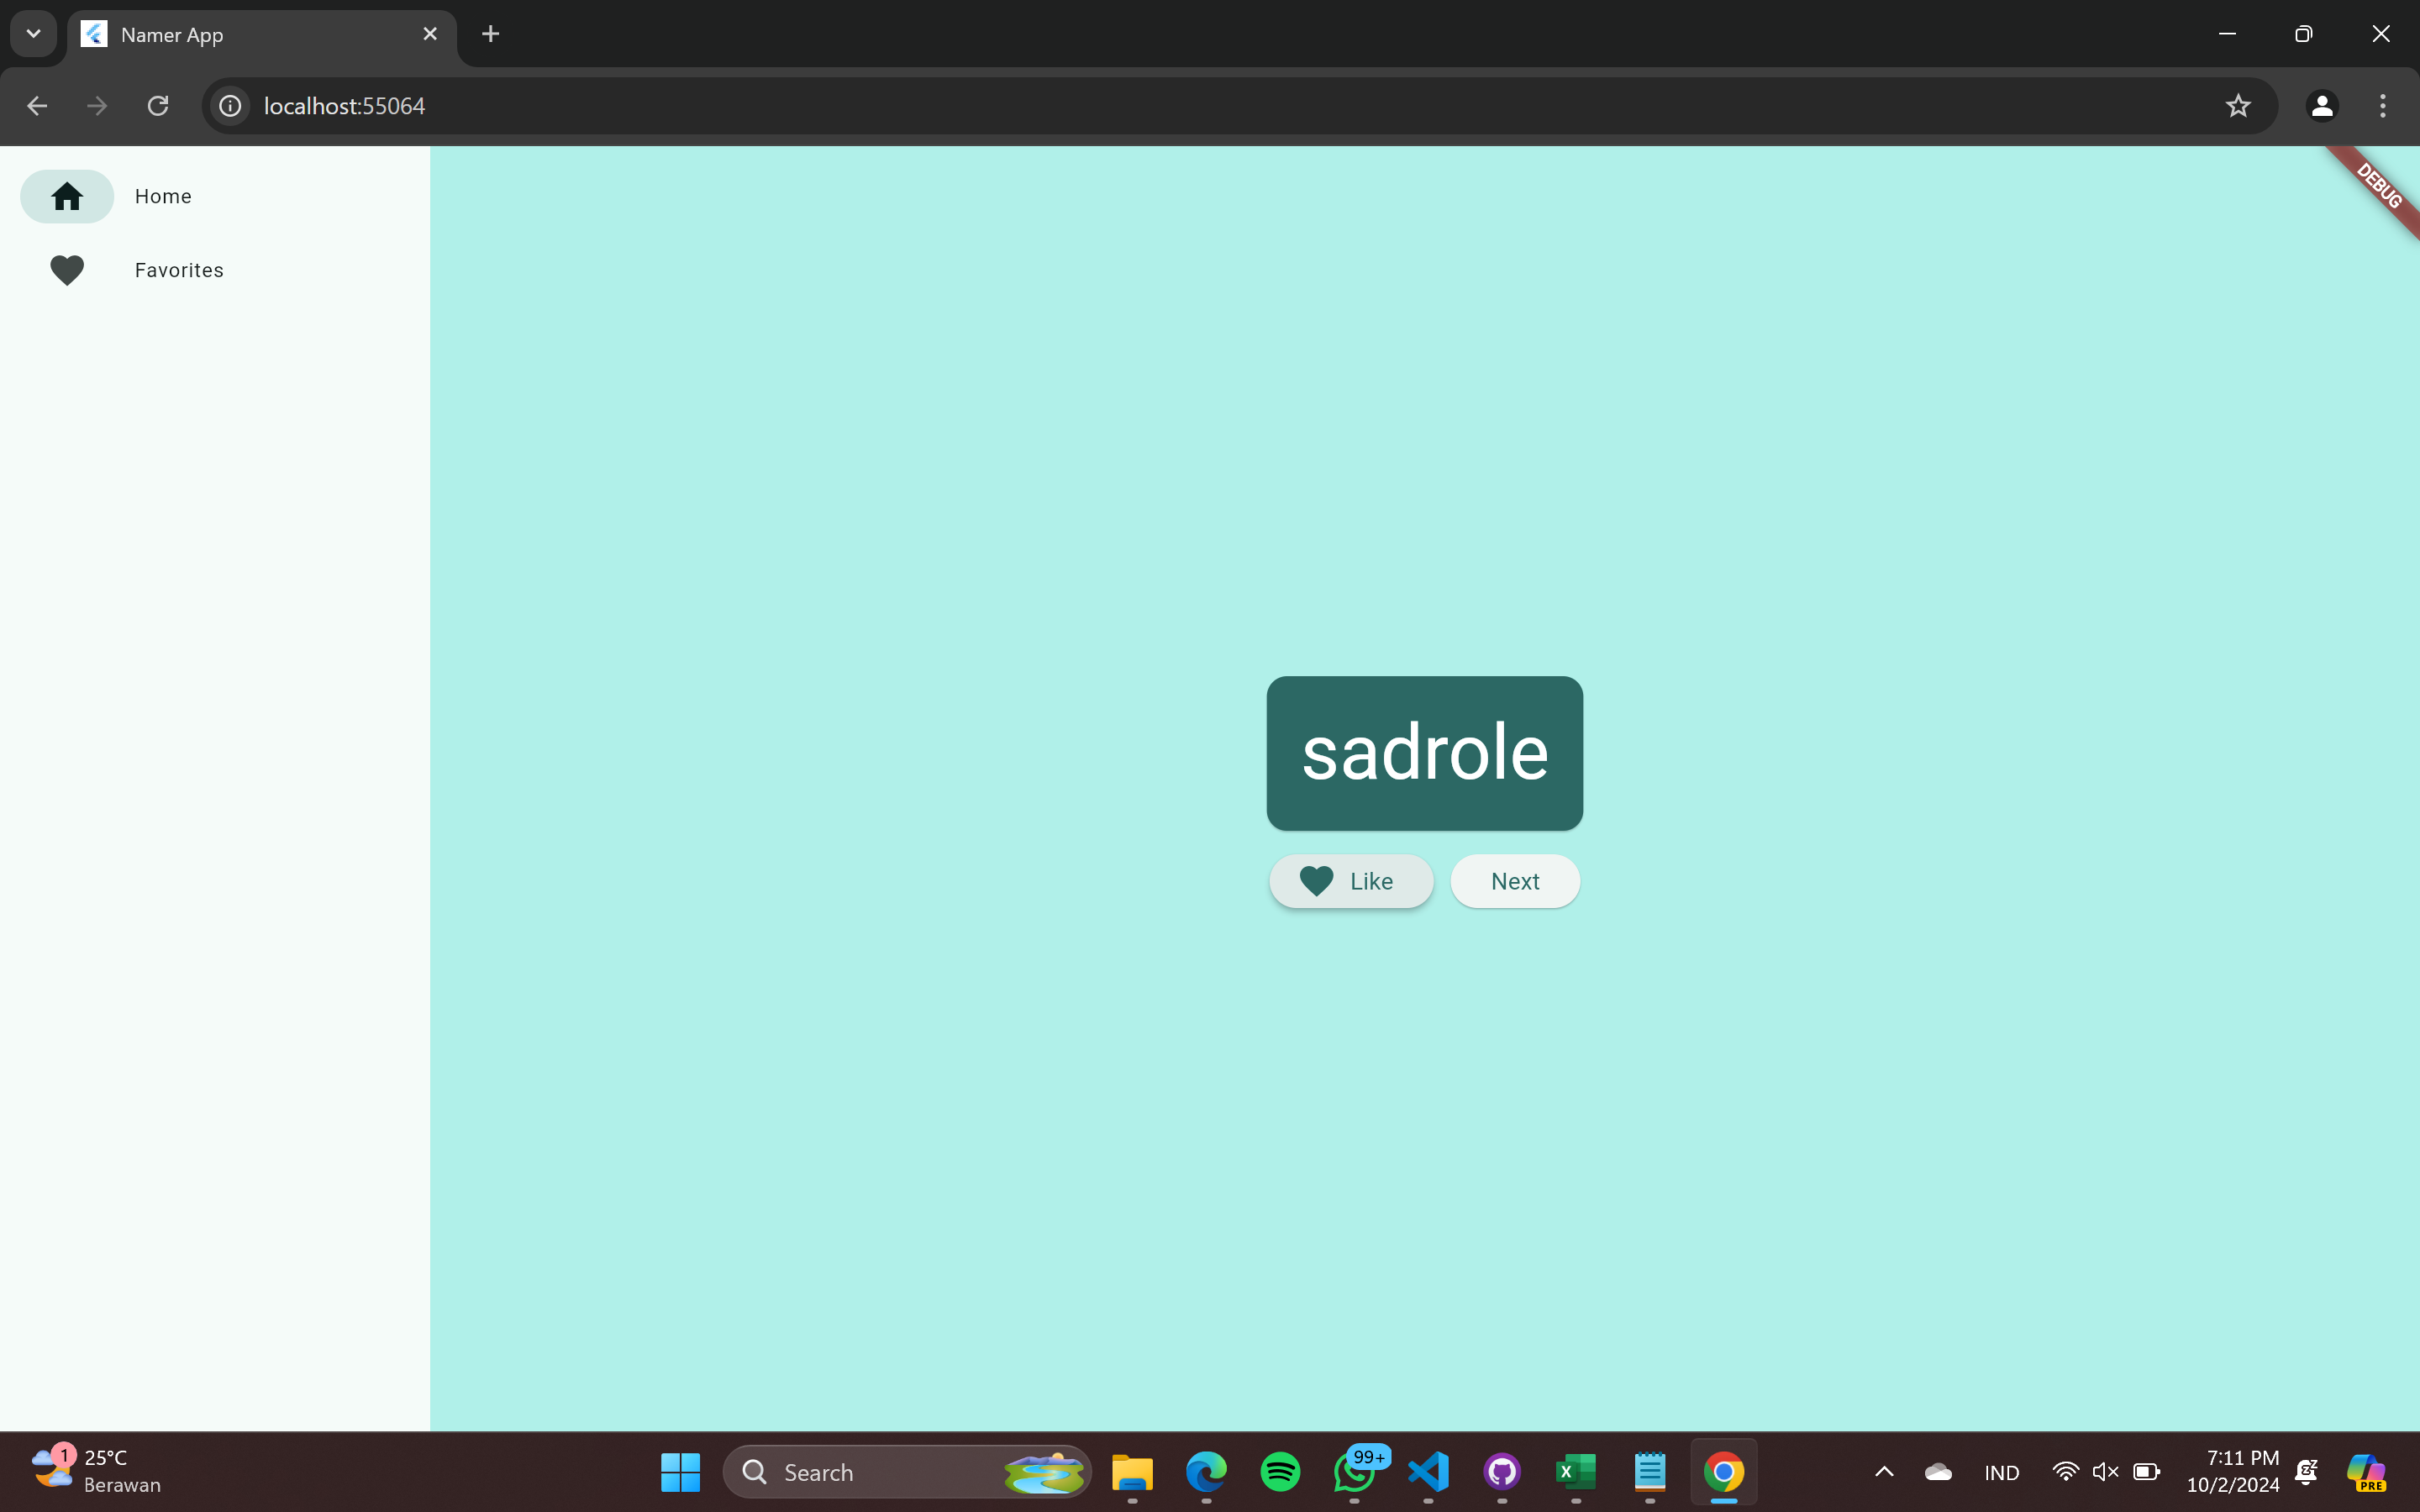 Namer App
localhost:55064
DEBUG
Home
Favorites
sadrole
Like
Next
1
25°C
Berawan
Search
99+
X
IND
7:11 PM
10/2/2024
PRE